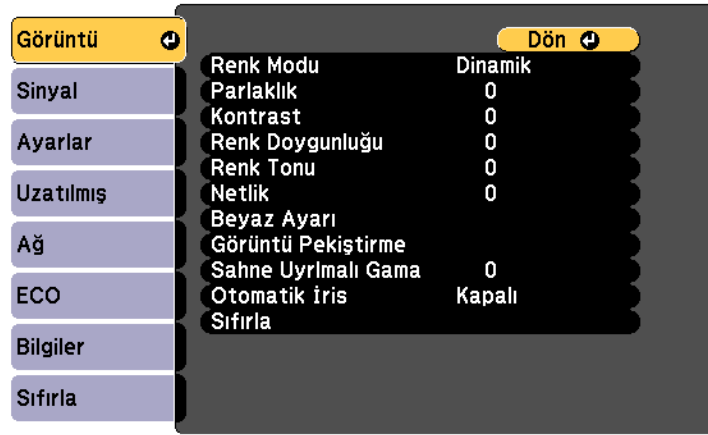 Görüntü
Sinyal
Ayarlar
Uzatılmış
Ağ
ECO
Bilgiler
Sıfırla
Dön
Renk Modu Dinamik
Parlaklık 0
Kontrast 0
Renk Doygunluğu 0
Renk Tonu 0
Netlik 0
Beyaz Ayarı
Görüntü Pekiştirme
Sahne Uyrlmalı Gama 0
Otomatik İris Kapalı
Sıfırla